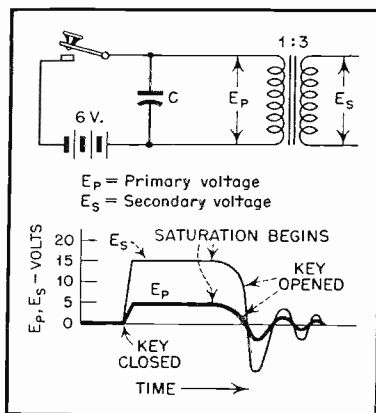 1:3
C
E_P
E_S
6 V.
E_P = Primary voltage
E_S = Secondary voltage
E_P, E_S – VOLTS
20
15
10
5
0
E_S
SATURATION BEGINS
E_P
KEY
OPENED
KEY
CLOSED
TIME